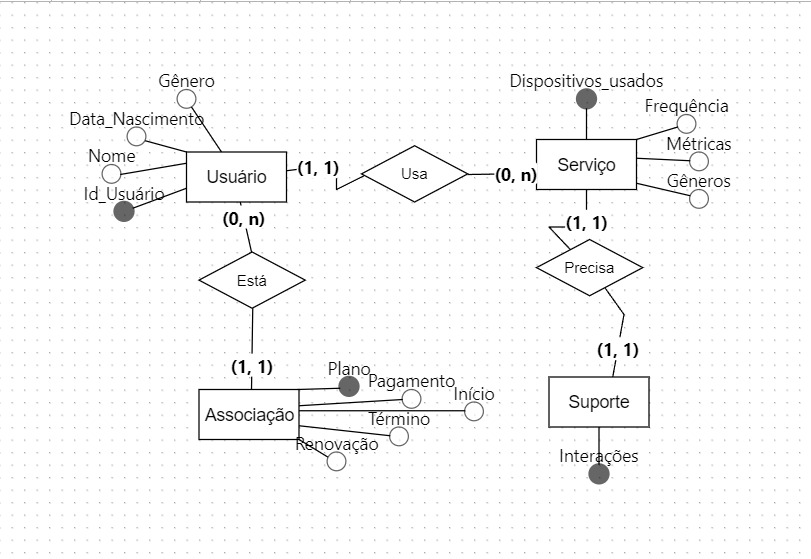 Gênero
Data_Nascimento
Nome
Id_Usuário
Usuário
(1, 1)
Usa
(0, n)
Dispositivos_usados
Frequência
Métricas
Gêneros
Serviço
(0, n)
Está
(1, 1)
(1, 1)
Precisa
(1, 1)
Associação
Plano
Pagamento
Início
Término
Renovação
Suporte
Interações